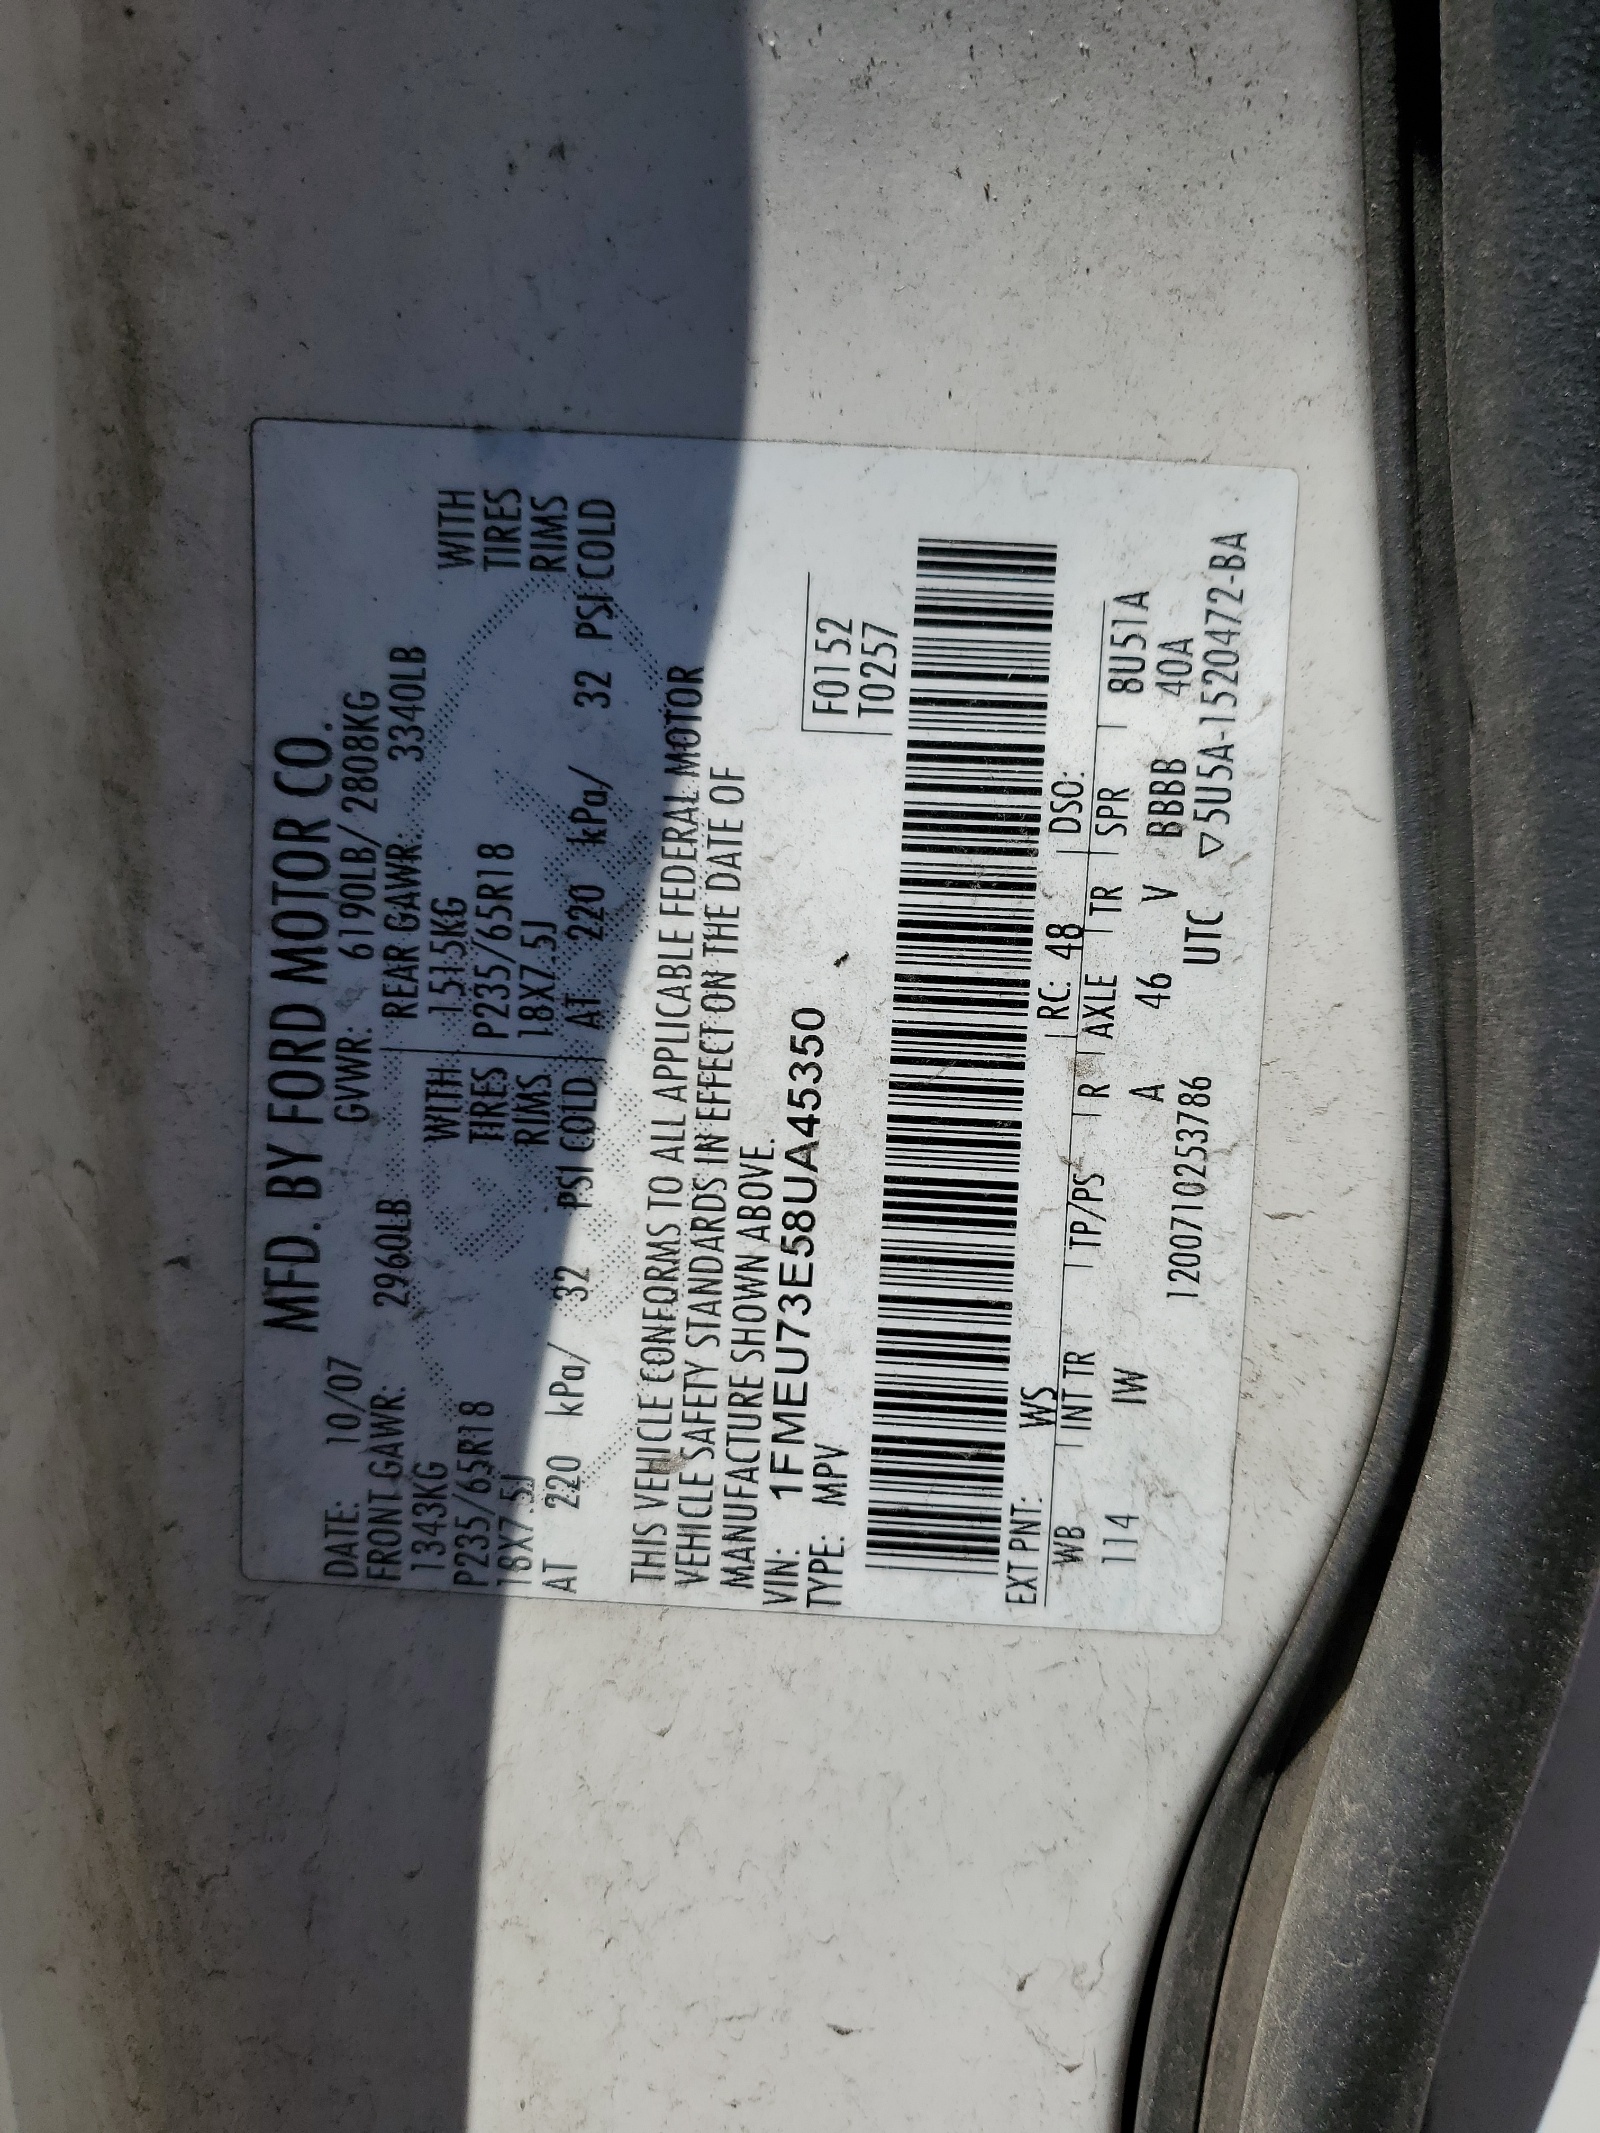 MFD. BY FORD MOTOR CO.
DATE: 10/07 GVWR: 6190LB/ 2808KG
FRONT GAWR: 2960LB REAR GAWR: 3340LB
1343KG WITH 1515KG WITH
P235/65R18 TIRES P235/65R18 TIRES
18X7.5J RIMS 18X7.5J RIMS
AT 220 kPa/ 32 PSI COLD AT 220 kPa/ 32 PSI COLD
THIS VEHICLE CONFORMS TO ALL APPLICABLE FEDERAL MOTOR
VEHICLE SAFETY STANDARDS IN EFFECT ON THE DATE OF
MANUFACTURE SHOWN ABOVE.
VIN: 1FMEU73E58UA45350
TYPE: MPV
F0152
T0257
EXT PNT: WS RC: 48 DSO:
WB INT TR TP/PS R AXLE TR SPR 8U51A
114 IW A 46 V BBBB 40A
1200710253786 UTC ▽5U5A-1520472-BA